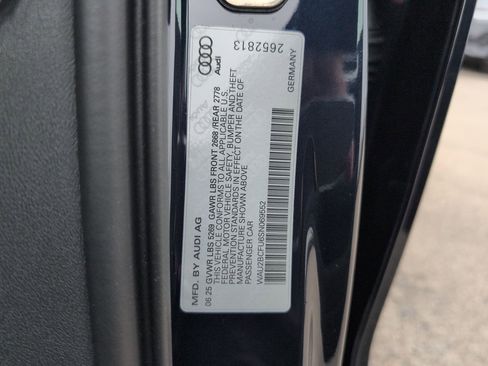 MFD. BY AUDI AG
06 25 GVWR LBS 5269 GAWR LBS FRONT 2668 /REAR 2778
THIS VEHICLE CONFORMS TO ALL APPLICABLE U.S.
FEDERAL MOTOR VEHICLE SAFETY, BUMPER AND THEFT
PREVENTION STANDARDS IN EFFECT ON THE DATE OF
MANUFACTURE SHOWN ABOVE
PASSENGER CAR
WAU2BCFU6SN069552
GERMANY
Audi
2652813